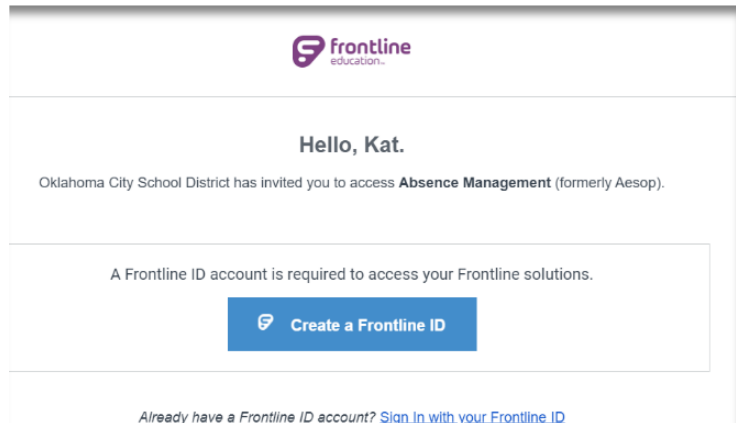 frontline
education™
Hello, Kat.
Oklahoma City School District has invited you to access Absence Management (formerly Aesop).
A Frontline ID account is required to access your Frontline solutions.
Create a Frontline ID
Already have a Frontline ID account? Sign In with your Frontline ID